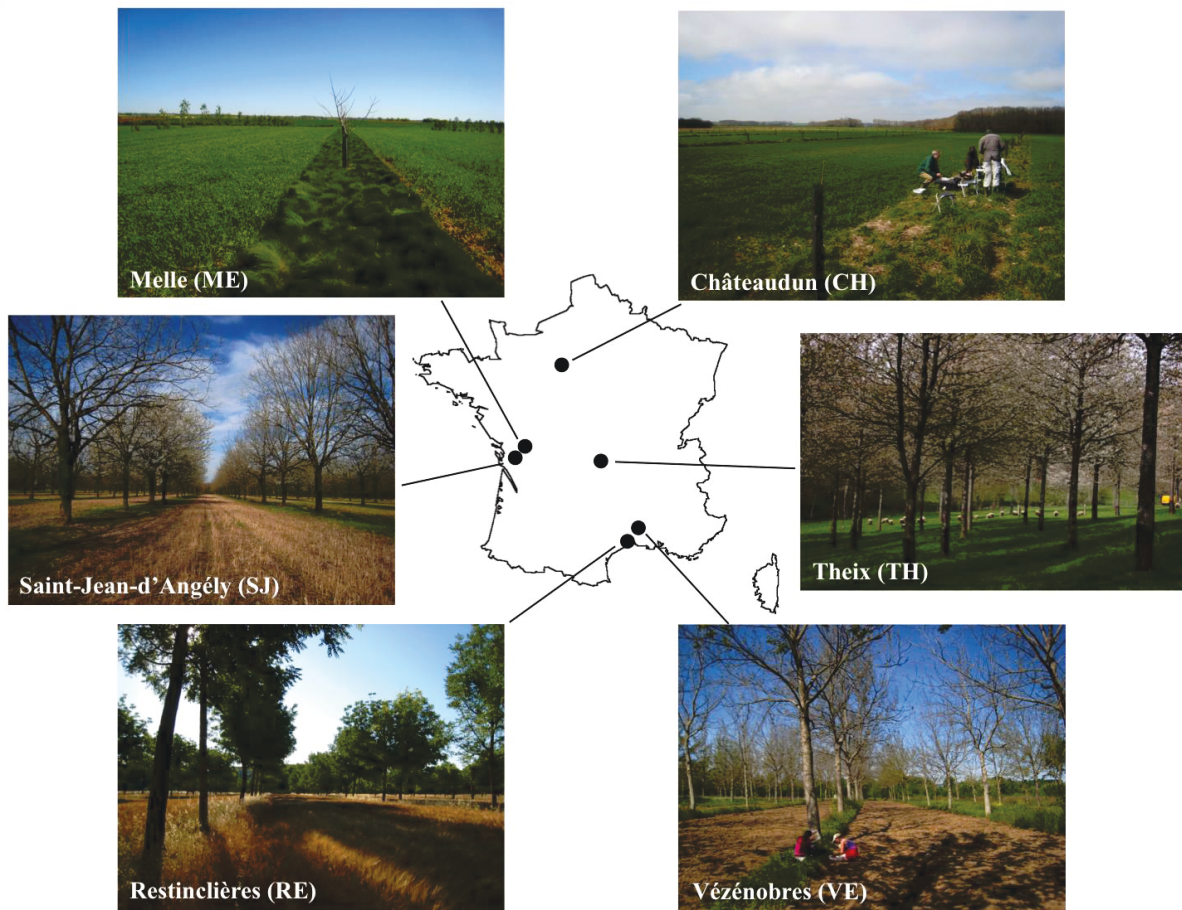 Melle (ME)
Châteaudun (CH)
Saint-Jean-d’Angély (SJ)
Theix (TH)
Restinclières (RE)
Vézénobres (VE)